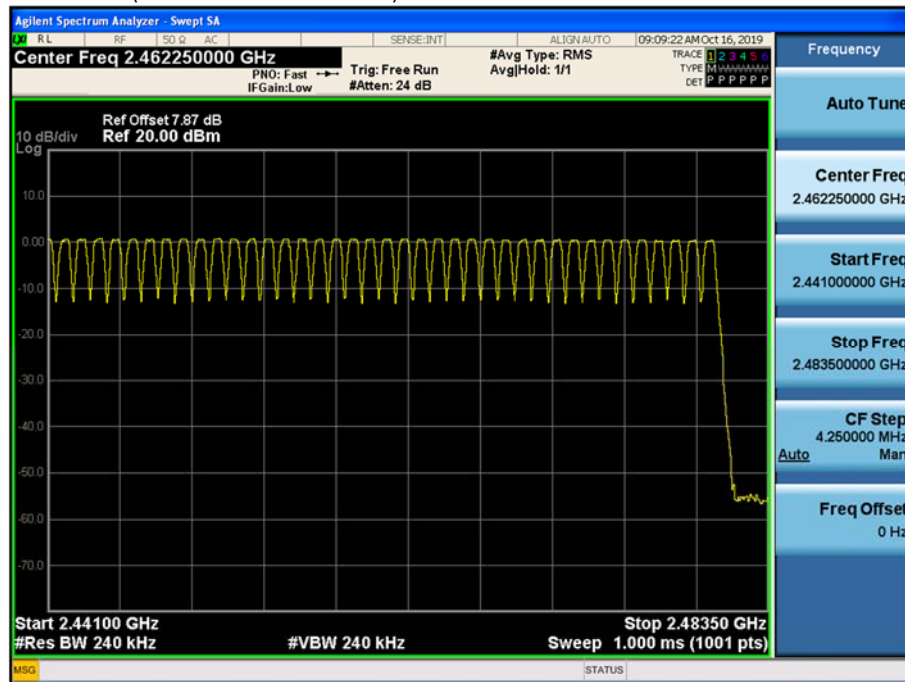 Agilent Spectrum Analyzer - Swept SA
LXI RL RF 50 Ω AC SENSE:INT ALIGN AUTO 09:09:22 AM Oct 16, 2019
Center Freq 2.462250000 GHz
PNO: Fast
IFGain:Low
Trig: Free Run
#Atten: 24 dB
#Avg Type: RMS
Avg|Hold: 1/1
TRACE 1 2 3 4 5 6
TYPE M WWWWW
DET P P P P P P
Frequency
Auto Tune
Center Freq
2.462250000 GHz
Start Freq
2.441000000 GHz
Stop Freq
2.483500000 GHz
CF Step
4.250000 MHz
Auto Man
Freq Offset
0 Hz
Ref Offset 7.87 dB
10 dB/div Ref 20.00 dBm
Log
10.0
0.00
-10.0
-20.0
-30.0
-40.0
-50.0
-60.0
-70.0
Start 2.44100 GHz Stop 2.48350 GHz
#Res BW 240 kHz #VBW 240 kHz Sweep 1.000 ms (1001 pts)
MSG STATUS